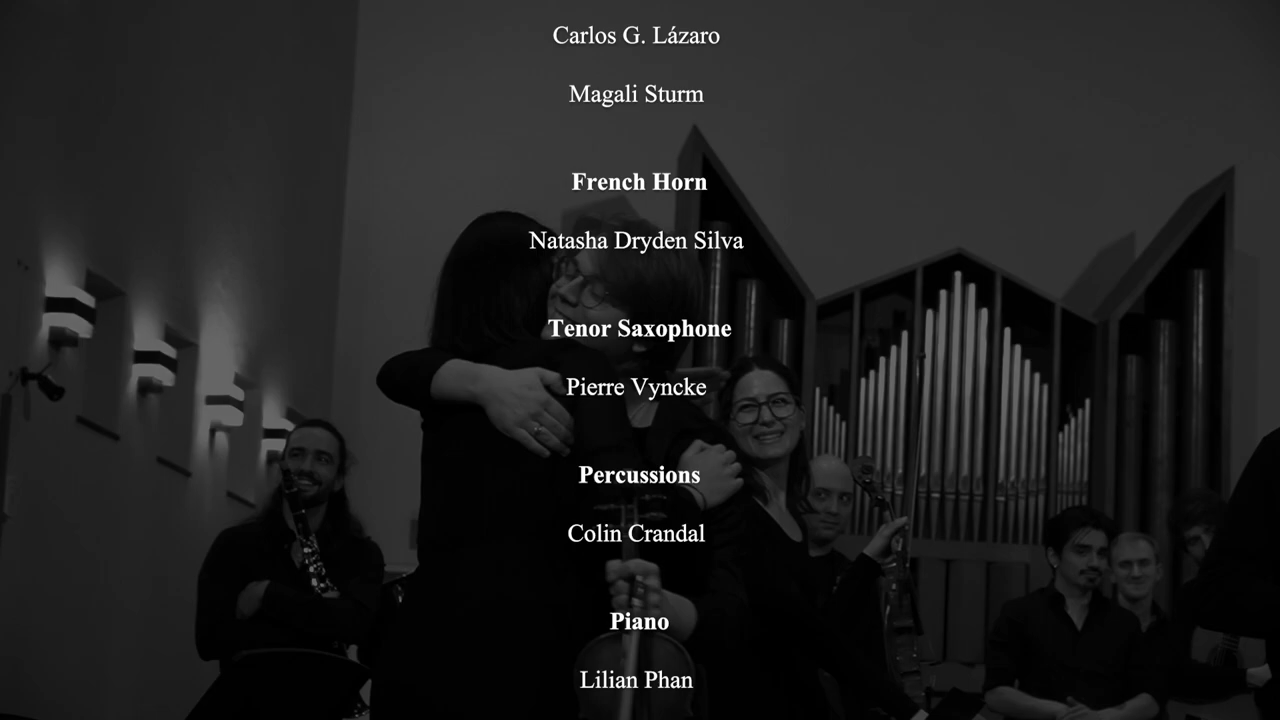 Carlos G. Lázaro
Magali Sturm
French Horn
Natasha Dryden Silva
Tenor Saxophone
Pierre Vyncke
Percussions
Colin Crandal
Piano
Lilian Phan